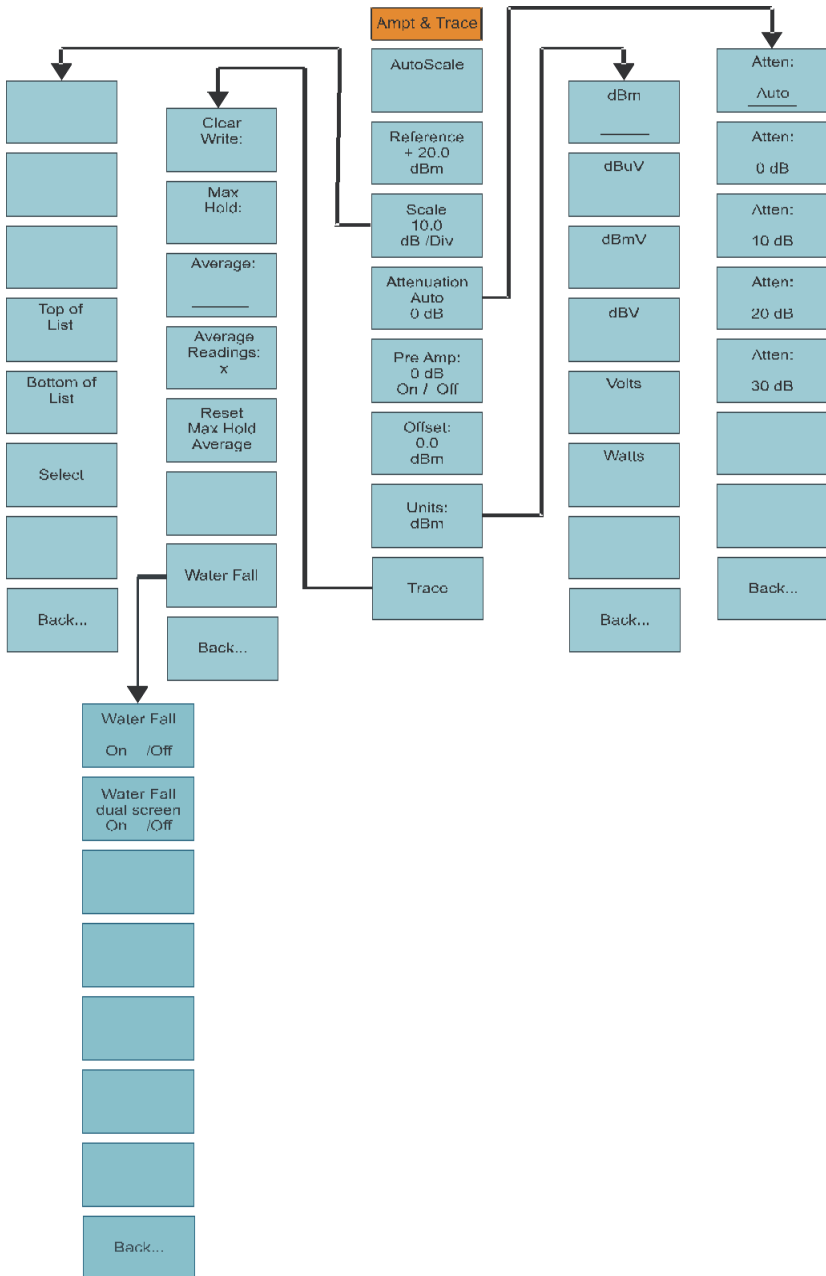 Ampt & Trace
AutoScale
Reference
+ 20.0
dBm
Scale
10.0
dB /Div
Attenuation
Auto
0 dB
Pre Amp:
0 dB
On / Off
Offset:
0.0
dBm
Units:
dBm
Trace
Top of
List
Bottom of
List
Select
Back...
Clear
Write:
Max
Hold:
Average:
Average
Readings:
x
Reset
Max Hold
Average
Water Fall
Back...
dBm
dBuV
dBmV
dBV
Volts
Watts
Back...
Atten:
Auto
Atten:
0 dB
Atten:
10 dB
Atten:
20 dB
Atten:
30 dB
Back...
Water Fall
On /Off
Water Fall
dual screen
On /Off
Back...